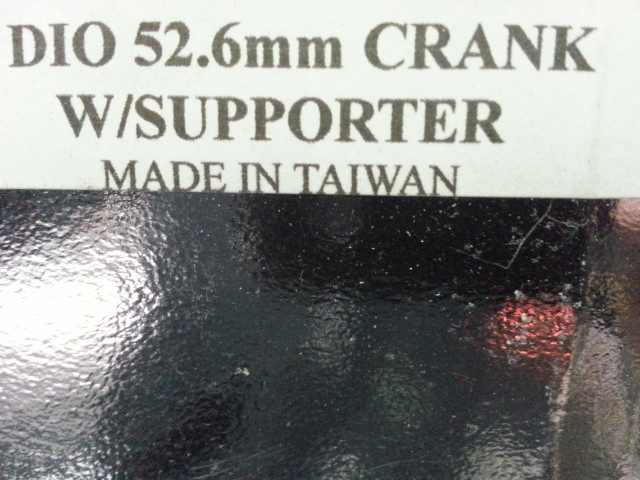 DIO 52.6mm CRANK
W/SUPPORTER
MADE IN TAIWAN